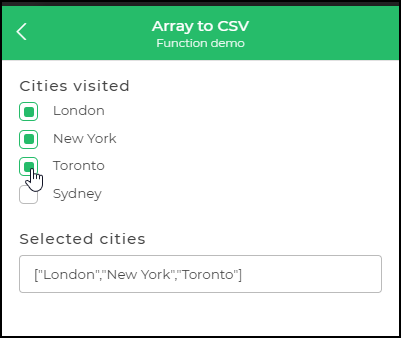 Array to CSV
Function demo
Cities visited
London
New York
Toronto
Sydney
Selected cities
["London","New York","Toronto"]